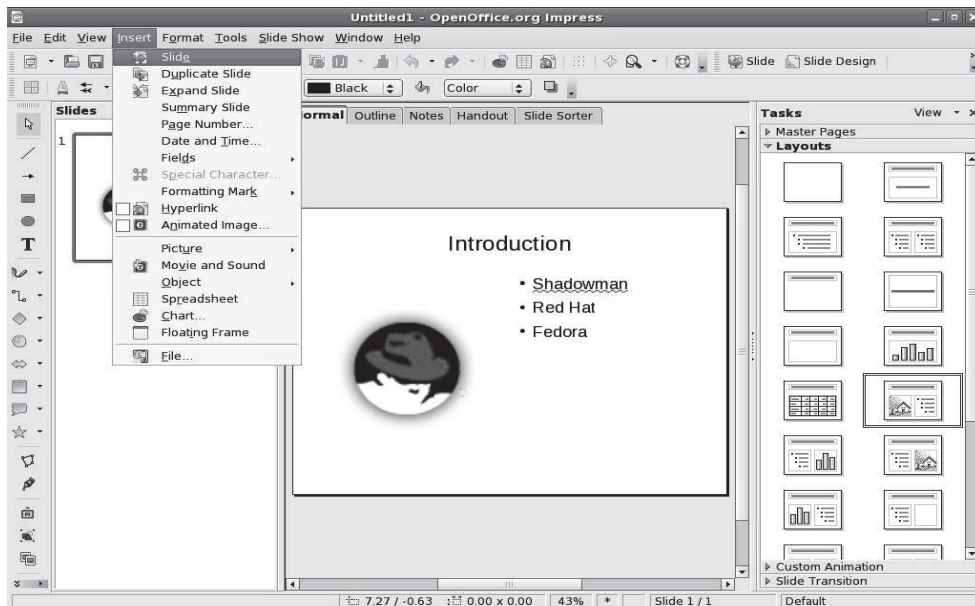 Untitled1 - OpenOffice.org Impress
File Edit View Insert Format Tools Slide Show Window Help
Slide
Slide Slide Design
Duplicate Slide
Expand Slide
Black Color
Summary Slide
Slides
ormal Outline Notes Handout Slide Sorter
Tasks View
Page Number...
Master Pages
1
Date and Time...
Layouts
Fields
Special Character...
Formatting Mark
Hyperlink
Animated Image...
Picture
Movie and Sound
Object
Spreadsheet
Chart...
Floating Frame
File...
Introduction
• Shadowman
• Red Hat
• Fedora
T
Custom Animation
Slide Transition
7.27 / -0.63 0.00 x 0.00 43% * Slide 1 / 1 Default